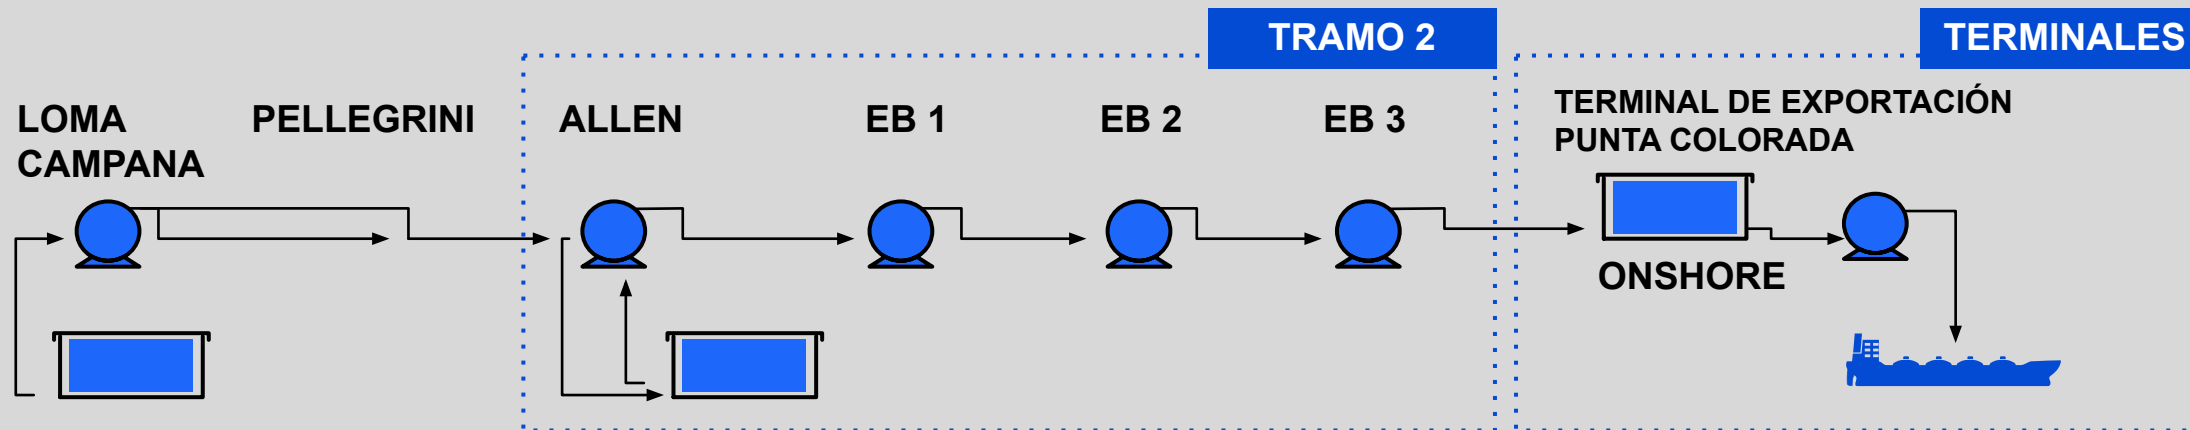 TRAMO 2
TERMINALES
LOMA
CAMPANA
PELLEGRINI
ALLEN
EB 1
EB 2
EB 3
TERMINAL DE EXPORTACIÓN
PUNTA COLORADA
ONSHORE